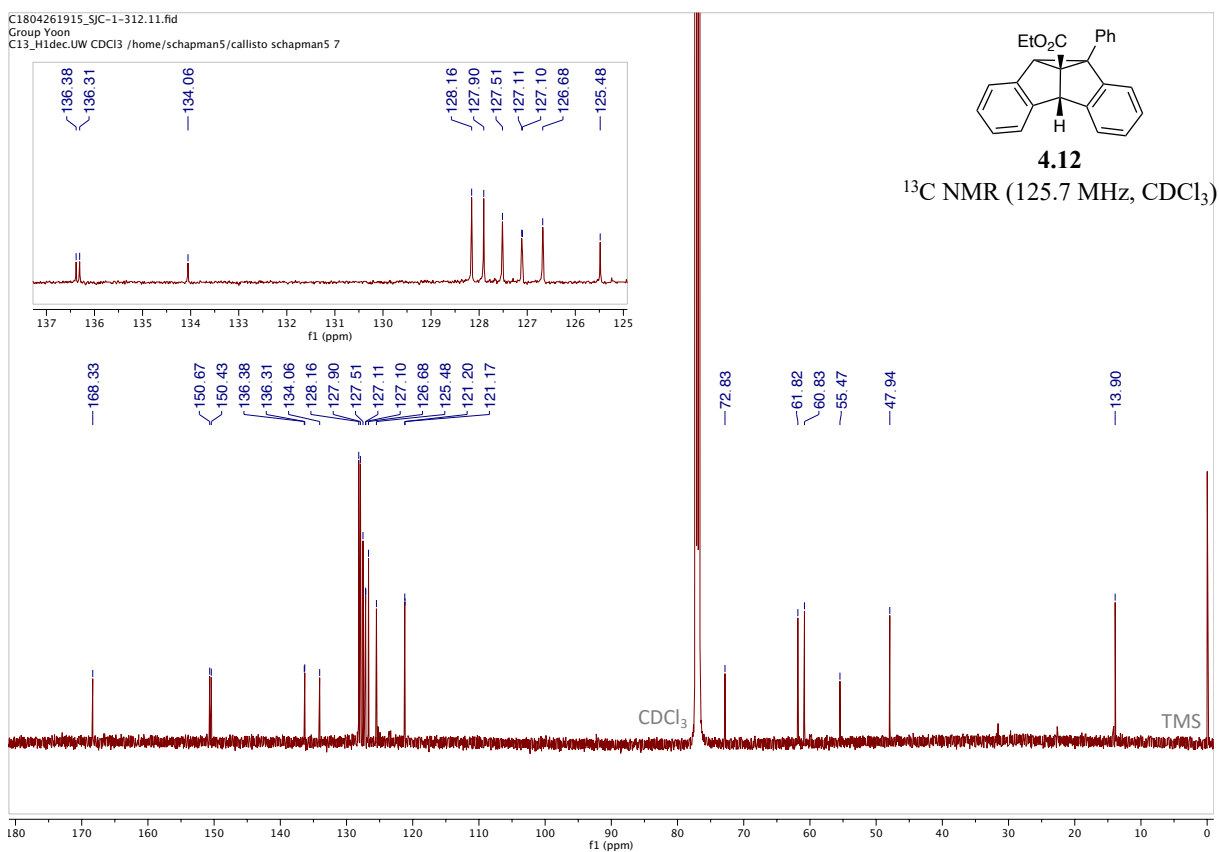 C1804261915_SJC-1-312.11.fid
Group Yoon
C13_H1dec.UW CDCl3 /home/schapman5/callisto schapman5 7
136.38
136.31
134.06
128.16
127.90
127.51
127.11
127.10
126.68
125.48
137 136 135 134 133 132 131 130 129 128 127 126 125
f1 (ppm)
EtO₂C
Ph
H
4.12
¹³C NMR (125.7 MHz, CDCl₃)
168.33
150.67
150.43
136.38
136.31
134.06
128.16
127.90
127.51
127.11
127.10
126.68
125.48
121.20
121.17
72.83
61.82
60.83
55.47
47.94
13.90
CDCl₃
TMS
180 170 160 150 140 130 120 110 100 90 80 70 60 50 40 30 20 10 0
f1 (ppm)